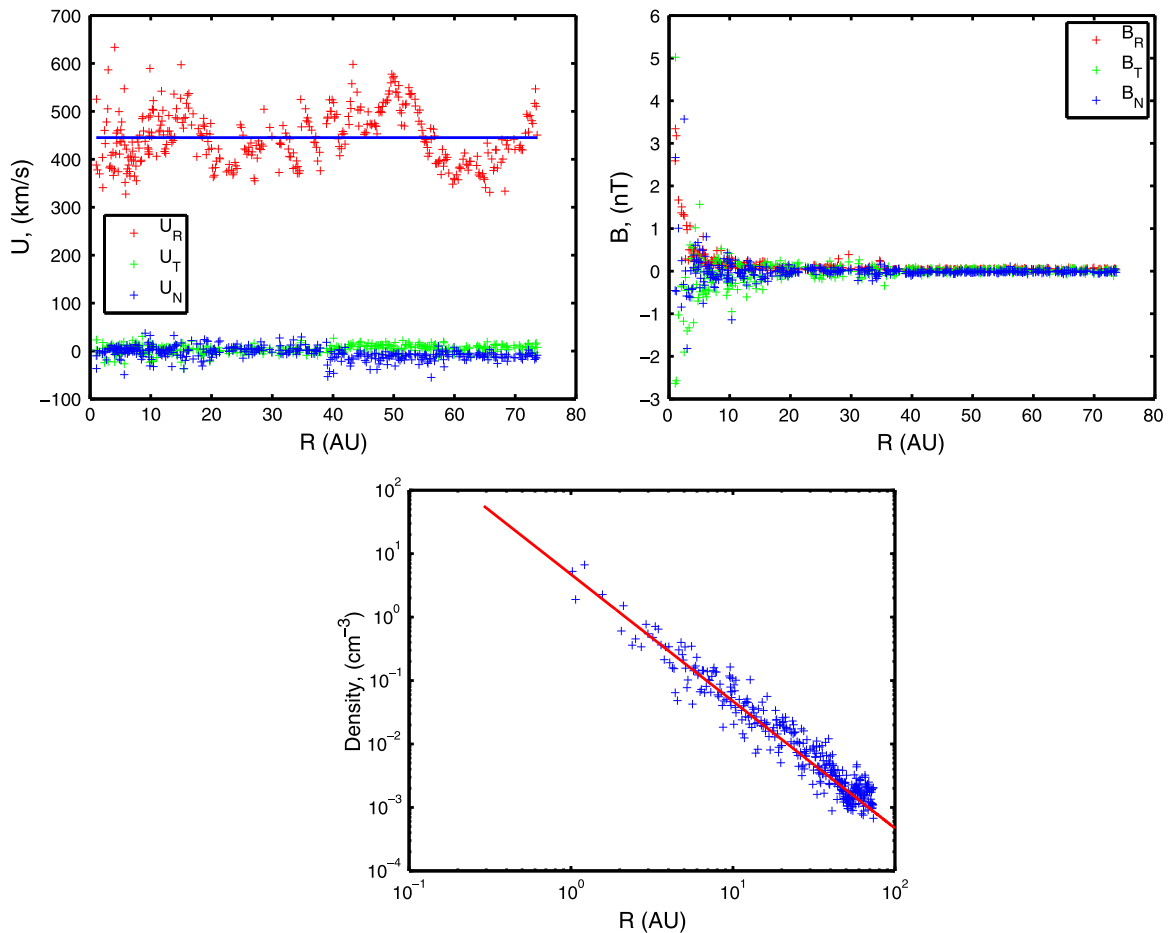 700
600
500
400
300
200
100
0
−100
U, (km/s)
U_R
U_T
U_N
0 10 20 30 40 50 60 70 80
R (AU)
6
5
4
3
2
1
0
−1
−2
−3
B, (nT)
B_R
B_T
B_N
0 10 20 30 40 50 60 70 80
R (AU)
10^2
10^1
10^0
10^−1
10^−2
10^−3
10^−4
Density, (cm^−3)
10^−1 10^0 10^1 10^2
R (AU)